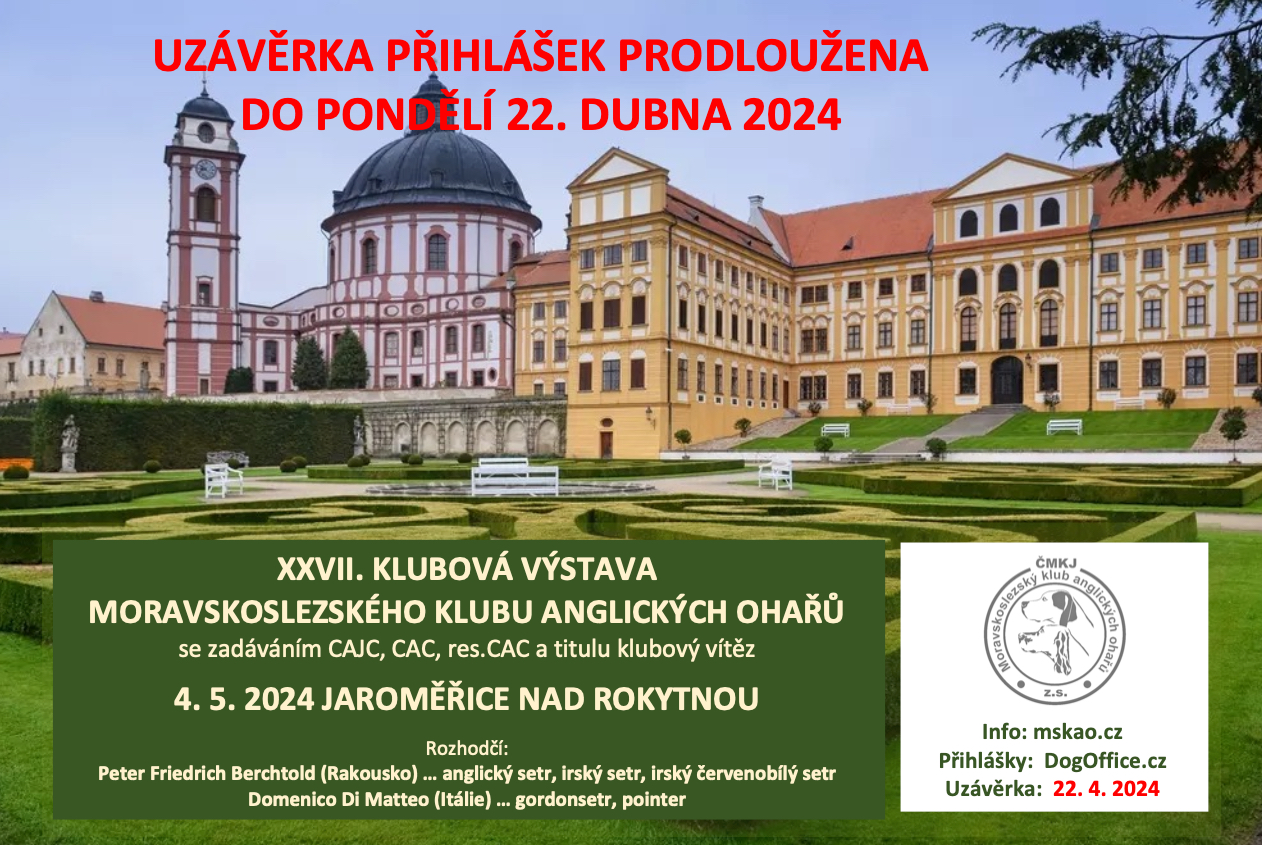 UZÁVĚRKA PŘIHLÁŠEK PRODLOUŽENA
DO PONDĚLÍ 22. DUBNA 2024
XXVII. KLUBOVÁ VÝSTAVA
MORAVSKOSLEZSKÉHO KLUBU ANGLICKÝCH OHAŘŮ
se zadáváním CAJC, CAC, res.CAC a titulu klubový vítěz
4. 5. 2024 JAROMĚŘICE NAD ROKYTNOU
Rozhodčí:
Peter Friedrich Berchtold (Rakousko) ... anglický setr, irský setr, irský červenobílý setr
Domenico Di Matteo (Itálie) ... gordonsetr, pointer
ČMKJ
Moravskoslezský klub anglických ohařů
z.s.
Info: mskao.cz
Přihlášky: DogOffice.cz
Uzávěrka: 22. 4. 2024